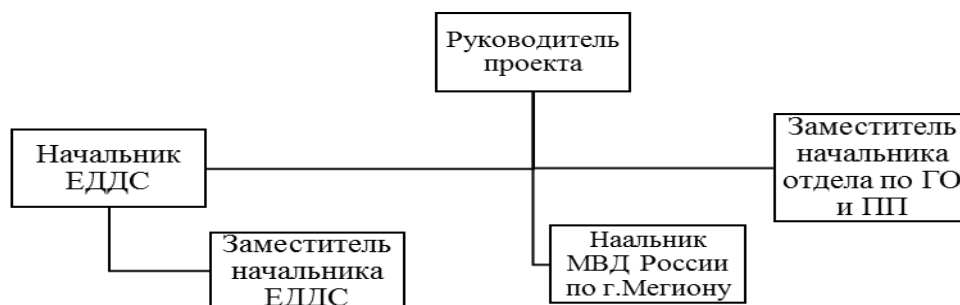 Руководитель
проекта
Начальник
ЕДДС
Заместитель
начальника
отдела по ГО
и ПП
Заместитель
начальника
ЕДДС
Наальник
МВД России
по г.Мегиону